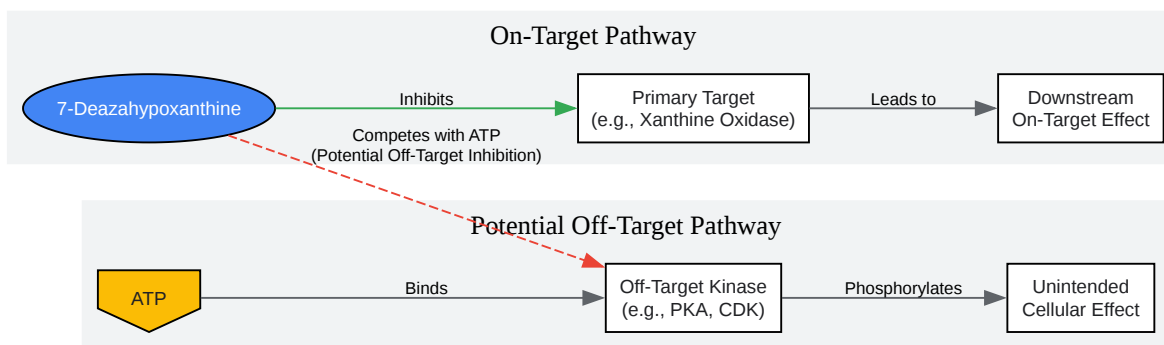 On-Target Pathway
7-Deazahypoxanthine
Inhibits
Primary Target
(e.g., Xanthine Oxidase)
Leads to
Downstream
On-Target Effect
Competes with ATP
(Potential Off-Target Inhibition)
Potential Off-Target Pathway
ATP
Binds
Off-Target Kinase
(e.g., PKA, CDK)
Phosphorylates
Unintended
Cellular Effect